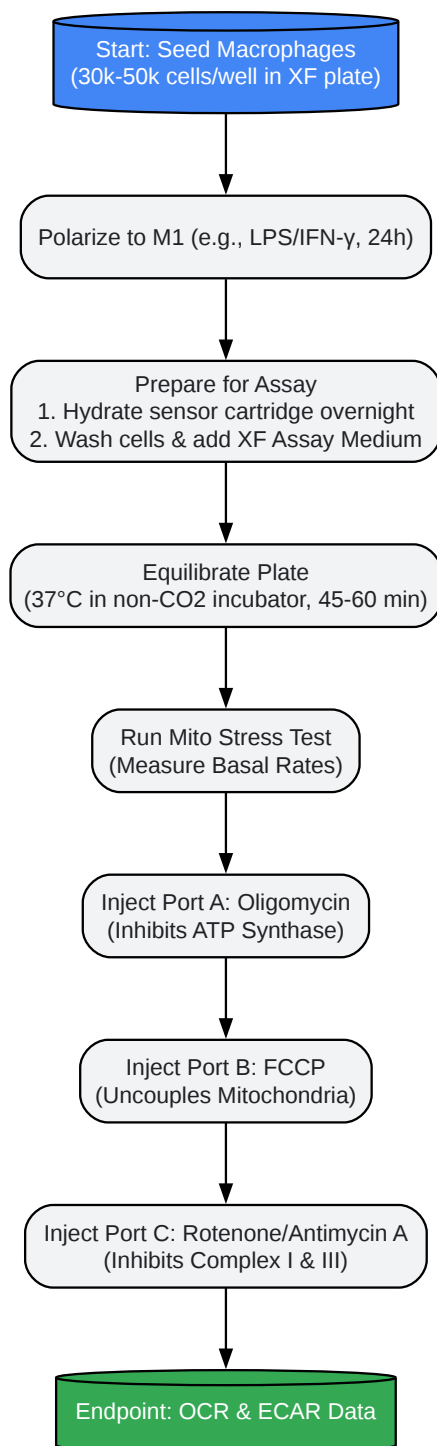 Start: Seed Macrophages
(30k-50k cells/well in XF plate)
Polarize to M1 (e.g., LPS/IFN-γ, 24h)
Prepare for Assay
1. Hydrate sensor cartridge overnight
2. Wash cells & add XF Assay Medium
Equilibrate Plate
(37°C in non-CO2 incubator, 45-60 min)
Run Mito Stress Test
(Measure Basal Rates)
Inject Port A: Oligomycin
(Inhibits ATP Synthase)
Inject Port B: FCCP
(Uncouples Mitochondria)
Inject Port C: Rotenone/Antimycin A
(Inhibits Complex I & III)
Endpoint: OCR & ECAR Data